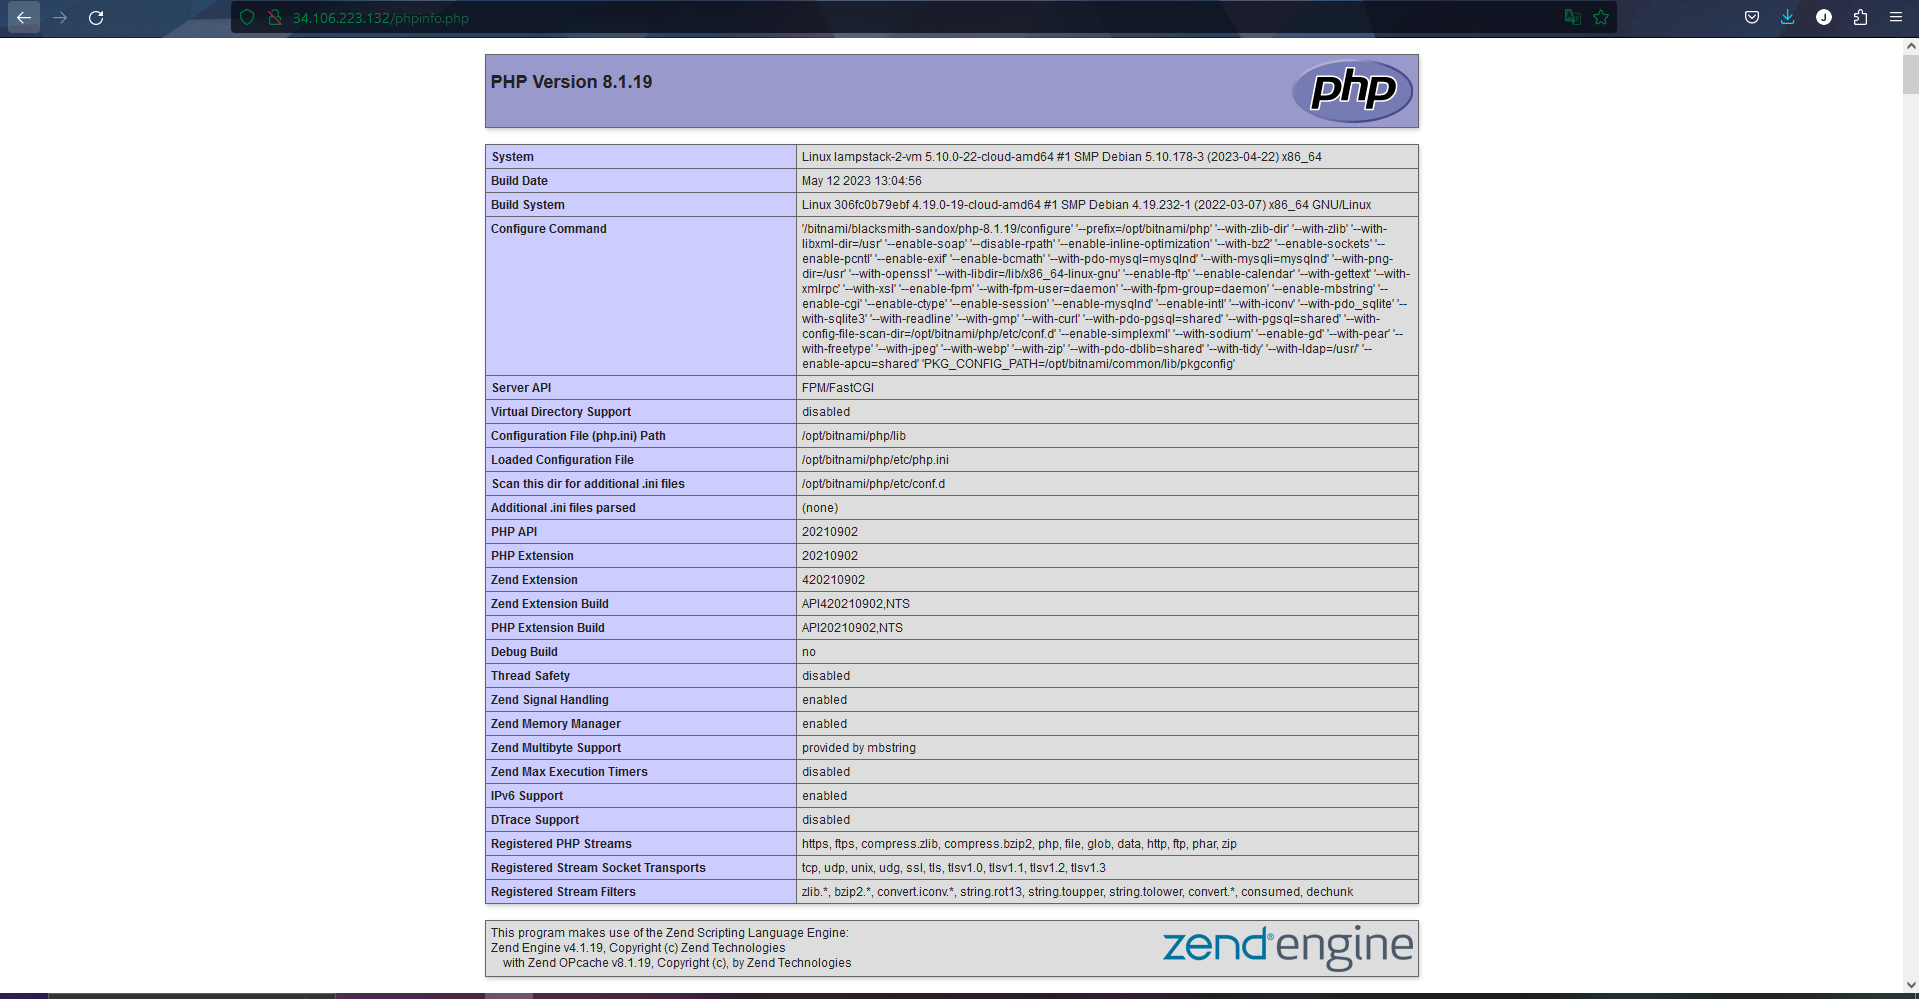 34.106.223.132/phpinfo.php
J
PHP Version 8.1.19
php
System Linux lampstack-2-vm 5.10.0-22-cloud-amd64 #1 SMP Debian 5.10.178-3 (2023-04-22) x86_64
Build Date May 12 2023 13:04:56
Build System Linux 306fc0b79ebf 4.19.0-19-cloud-amd64 #1 SMP Debian 4.19.232-1 (2022-03-07) x86_64 GNU/Linux
Configure Command '/bitnami/blacksmith-sandox/php-8.1.19/configure' '--prefix=/opt/bitnami/php' '--with-zlib-dir' '--with-zlib' '--with-
libxml-dir=/usr' '--enable-soap' '--disable-rpath' '--enable-inline-optimization' '--with-bz2' '--enable-sockets' '--
enable-pcntl' '--enable-exif' '--enable-bcmath' '--with-pdo-mysql=mysqlnd' '--with-mysqli=mysqlnd' '--with-png-
dir=/usr' '--with-openssl' '--with-libdir=/lib/x86_64-linux-gnu' '--enable-ftp' '--enable-calendar' '--with-gettext' '--with-
xmlrpc' '--with-xsl' '--enable-fpm' '--with-fpm-user=daemon' '--with-fpm-group=daemon' '--enable-mbstring' '--
enable-cgi' '--enable-ctype' '--enable-session' '--enable-mysqlnd' '--enable-intl' '--with-iconv' '--with-pdo_sqlite' '--
with-sqlite3' '--with-readline' '--with-gmp' '--with-curl' '--with-pdo-pgsql=shared' '--with-pgsql=shared' '--with-
config-file-scan-dir=/opt/bitnami/php/etc/conf.d' '--enable-simplexml' '--with-sodium' '--enable-gd' '--with-pear' '--
with-freetype' '--with-jpeg' '--with-webp' '--with-zip' '--with-pdo-dblib=shared' '--with-tidy' '--with-ldap=/usr/' '--
enable-apcu=shared' 'PKG_CONFIG_PATH=/opt/bitnami/common/lib/pkgconfig'
Server API FPM/FastCGI
Virtual Directory Support disabled
Configuration File (php.ini) Path /opt/bitnami/php/lib
Loaded Configuration File /opt/bitnami/php/etc/php.ini
Scan this dir for additional .ini files /opt/bitnami/php/etc/conf.d
Additional .ini files parsed (none)
PHP API 20210902
PHP Extension 20210902
Zend Extension 420210902
Zend Extension Build API420210902,NTS
PHP Extension Build API20210902,NTS
Debug Build no
Thread Safety disabled
Zend Signal Handling enabled
Zend Memory Manager enabled
Zend Multibyte Support provided by mbstring
Zend Max Execution Timers disabled
IPv6 Support enabled
DTrace Support disabled
Registered PHP Streams https, ftps, compress.zlib, compress.bzip2, php, file, glob, data, http, ftp, phar, zip
Registered Stream Socket Transports tcp, udp, unix, udg, ssl, tls, tlsv1.0, tlsv1.1, tlsv1.2, tlsv1.3
Registered Stream Filters zlib.*, bzip2.*, convert.iconv.*, string.rot13, string.toupper, string.tolower, convert.*, consumed, dechunk
This program makes use of the Zend Scripting Language Engine:
Zend Engine v4.1.19, Copyright (c) Zend Technologies
with Zend OPcache v8.1.19, Copyright (c), by Zend Technologies
zend®engine